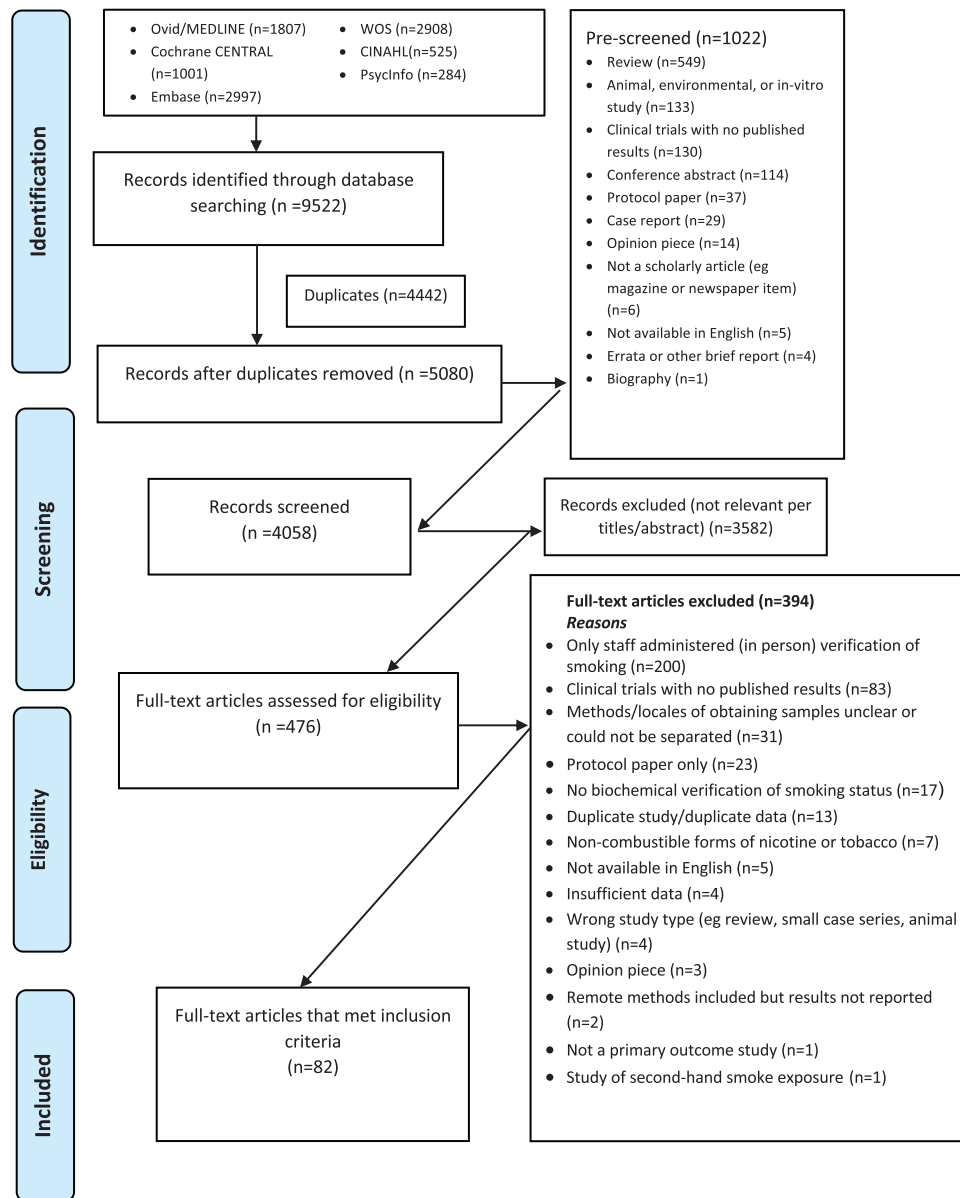 Identification
• Ovid/MEDLINE (n=1807)
• Cochrane CENTRAL
(n=1001)
• Embase (n=2997)
• WOS (n=2908)
• CINAHL(n=525)
• PsycInfo (n=284)
Records identified through database
searching (n =9522)
Duplicates (n=4442)
Records after duplicates removed (n =5080)
Pre-screened (n=1022)
• Review (n=549)
• Animal, environmental, or in-vitro
study (n=133)
• Clinical trials with no published
results (n=130)
• Conference abstract (n=114)
• Protocol paper (n=37)
• Case report (n=29)
• Opinion piece (n=14)
• Not a scholarly article (eg
magazine or newspaper item)
(n=6)
• Not available in English (n=5)
• Errata or other brief report (n=4)
• Biography (n=1)
Screening
Records screened
(n =4058)
Records excluded (not relevant per
titles/abstract) (n=3582)
Full-text articles assessed for eligibility
(n =476)
Eligibility
Full-text articles excluded (n=394)
Reasons
• Only staff administered (in person) verification of
smoking (n=200)
• Clinical trials with no published results (n=83)
• Methods/locales of obtaining samples unclear or
could not be separated (n=31)
• Protocol paper only (n=23)
• No biochemical verification of smoking status (n=17)
• Duplicate study/duplicate data (n=13)
• Non-combustible forms of nicotine or tobacco (n=7)
• Not available in English (n=5)
• Insufficient data (n=4)
• Wrong study type (eg review, small case series, animal
study) (n=4)
• Opinion piece (n=3)
• Remote methods included but results not reported
(n=2)
• Not a primary outcome study (n=1)
• Study of second-hand smoke exposure (n=1)
Included
Full-text articles that met inclusion
criteria
(n=82)